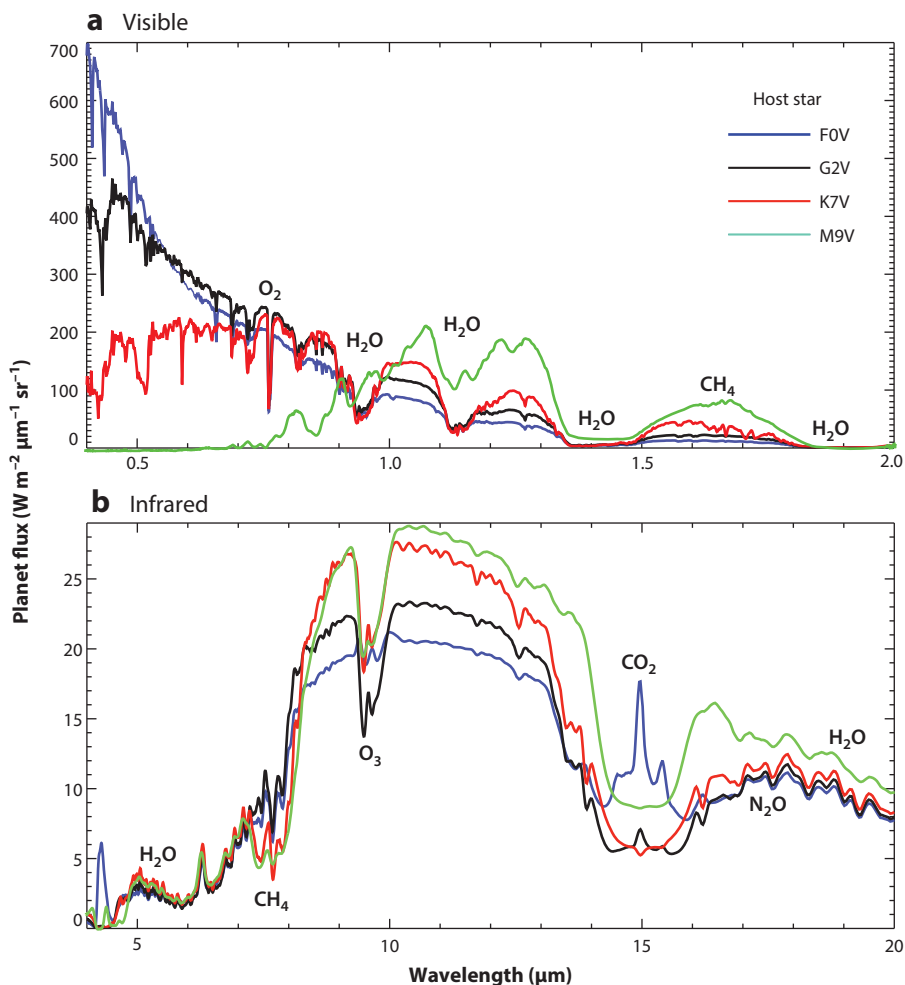 a Visible
700
600
500
400
300
200
100
0
Host star
F0V
G2V
K7V
M9V
O₂
H₂O
H₂O
H₂O
CH₄
H₂O
0.5 1.0 1.5 2.0
Planet flux (W m⁻² μm⁻¹ sr⁻¹)
b Infrared
25
20
15
10
5
0
H₂O
CH₄
O₃
CO₂
N₂O
H₂O
5 10 15 20
Wavelength (μm)